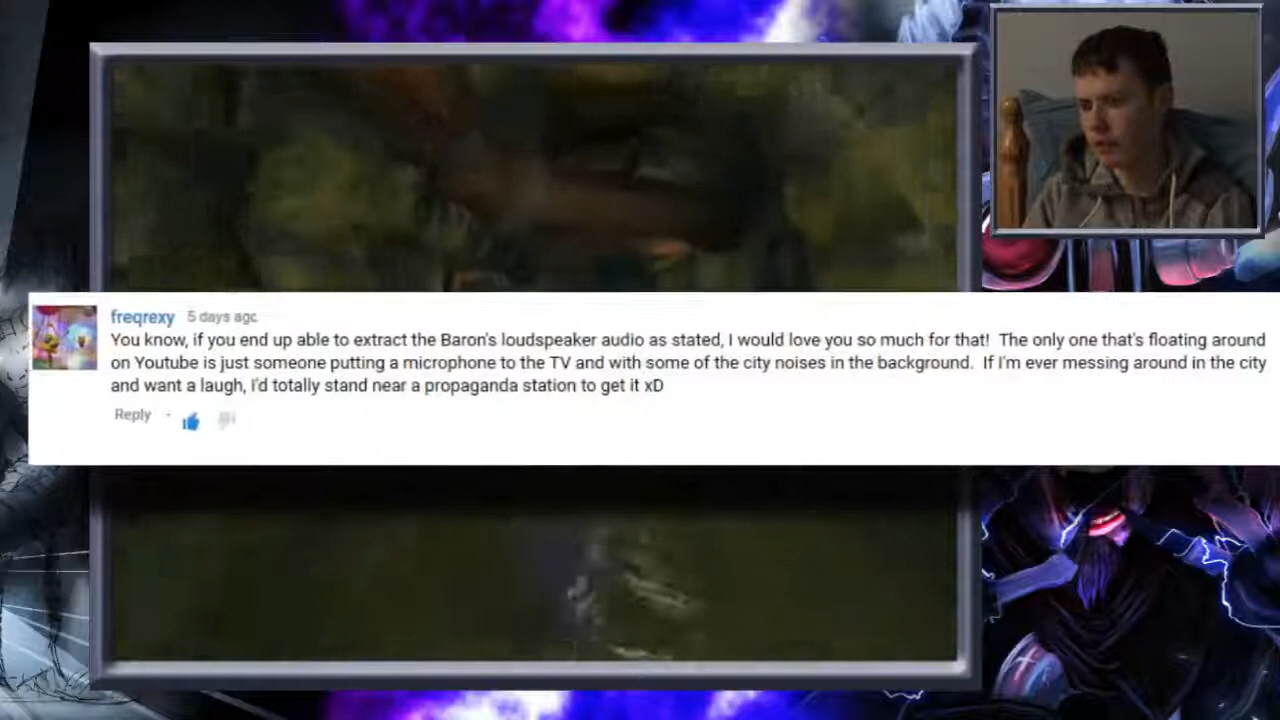 freqrexy 5 days ago
You know, if you end up able to extract the Baron's loudspeaker audio as stated, I would love you so much for that! The only one that's floating around
on Youtube is just someone putting a microphone to the TV and with some of the city noises in the background. If I'm ever messing around in the city
and want a laugh, I'd totally stand near a propaganda station to get it xD
Reply